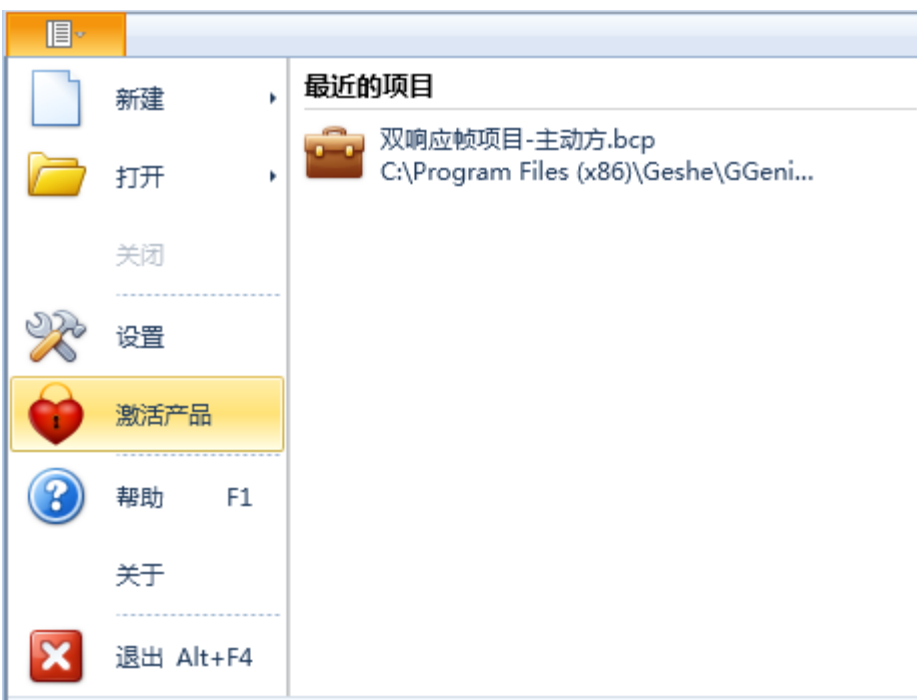 新建
打开
关闭
设置
激活产品
帮助 F1
关于
退出 Alt+F4
最近的项目
双响应帧项目-主动方.bcp
C:\Program Files (x86)\Geshe\GGeni...